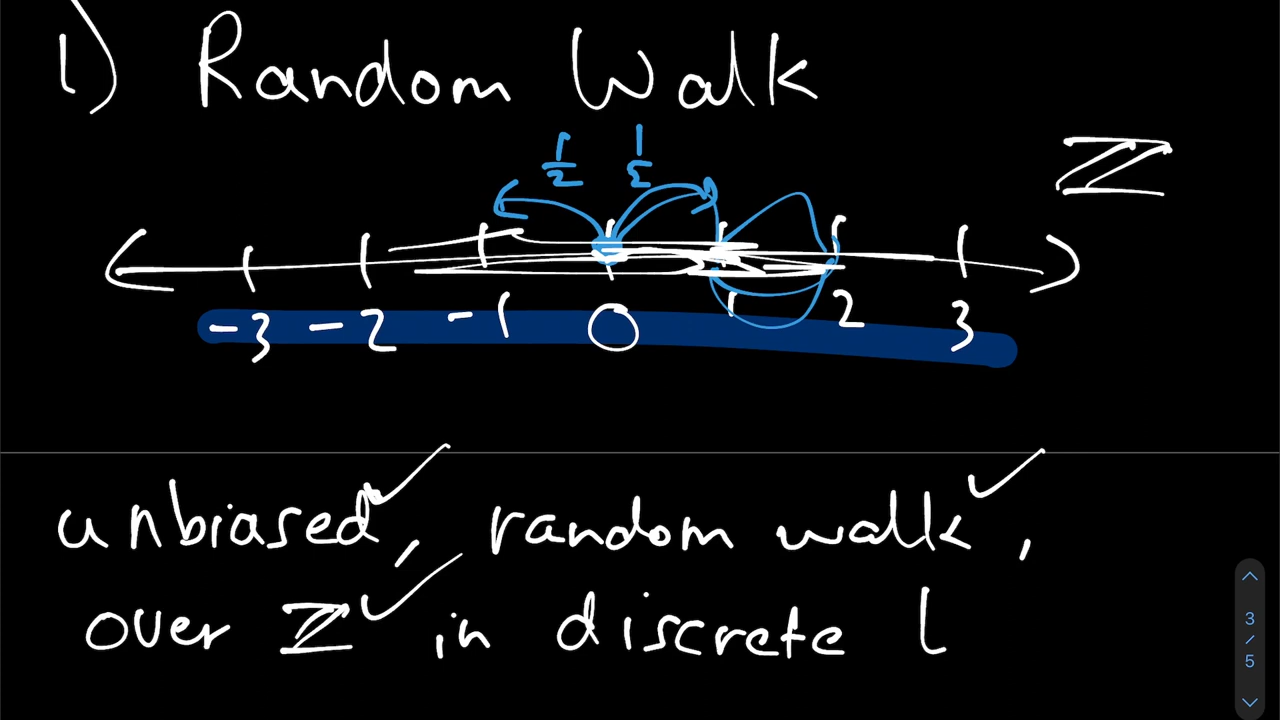 1) Random Walk
1/2 1/2
ℤ
-3 -2 -1 0 1 2 3
unbiased, random walk,
over ℤ in discrete
3
/
5